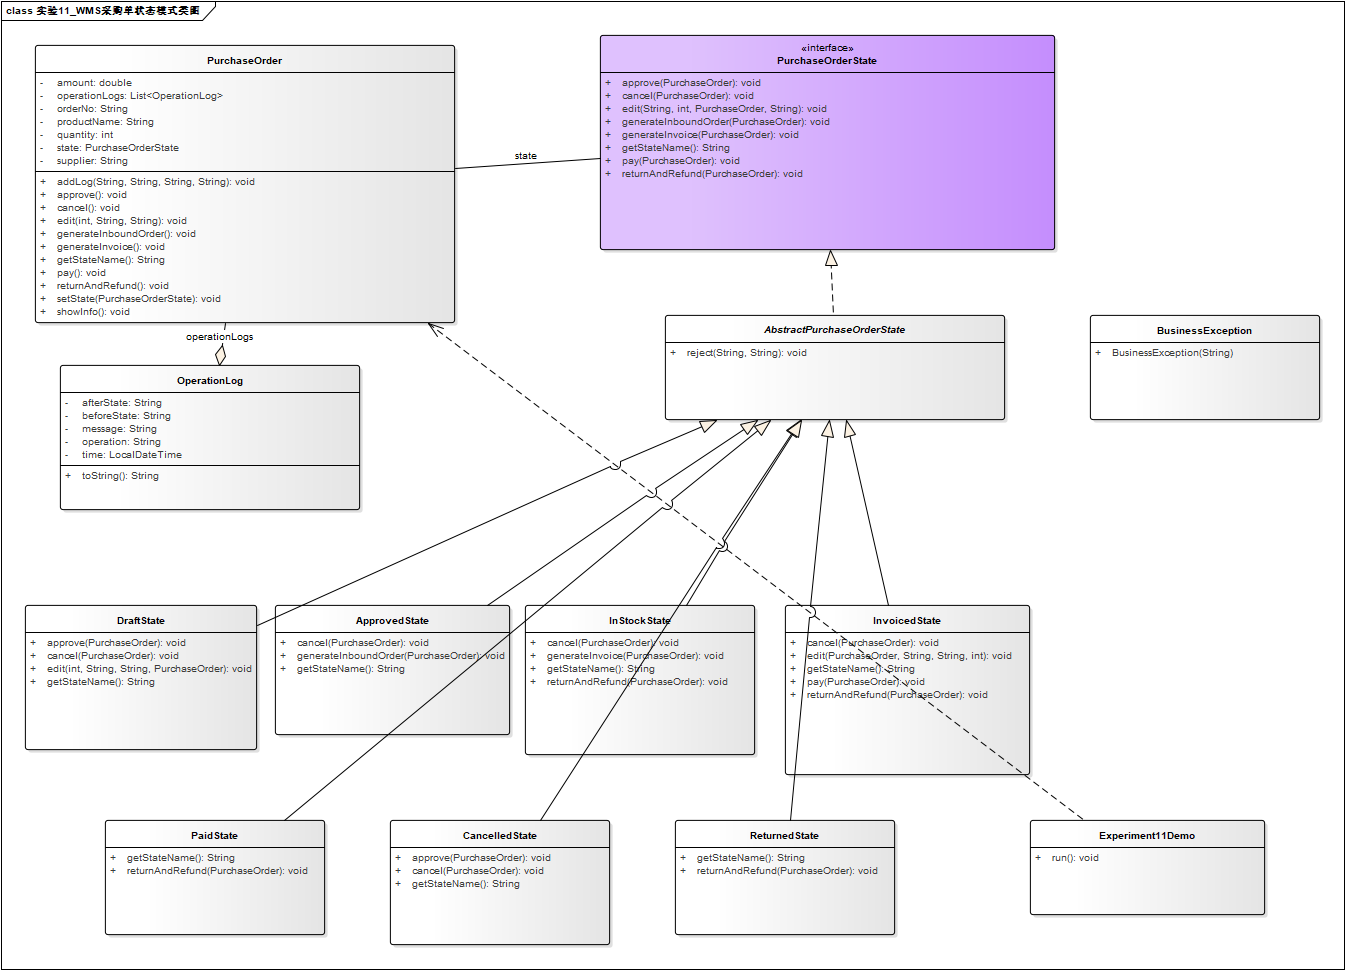 class 实验11_WMS采购单状态模式类图
PurchaseOrder
- amount: double
- operationLogs: List<OperationLog>
- orderNo: String
- productName: String
- quantity: int
- state: PurchaseOrderState
- supplier: String
+ addLog(String, String, String, String): void
+ approve(): void
+ cancel(): void
+ edit(int, String, String): void
+ generateInboundOrder(): void
+ generateInvoice(): void
+ getStateName(): String
+ pay(): void
+ returnAndRefund(): void
+ setState(PurchaseOrderState): void
+ showInfo(): void
state
«interface»
PurchaseOrderState
+ approve(PurchaseOrder): void
+ cancel(PurchaseOrder): void
+ edit(String, int, PurchaseOrder, String): void
+ generateInboundOrder(PurchaseOrder): void
+ generateInvoice(PurchaseOrder): void
+ getStateName(): String
+ pay(PurchaseOrder): void
+ returnAndRefund(PurchaseOrder): void
operationLogs
OperationLog
- afterState: String
- beforeState: String
- message: String
- operation: String
- time: LocalDateTime
+ toString(): String
AbstractPurchaseOrderState
+ reject(String, String): void
BusinessException
+ BusinessException(String)
DraftState
+ approve(PurchaseOrder): void
+ cancel(PurchaseOrder): void
+ edit(int, String, String, PurchaseOrder): void
+ getStateName(): String
ApprovedState
+ cancel(PurchaseOrder): void
+ generateInboundOrder(PurchaseOrder): void
+ getStateName(): String
InStockState
+ cancel(PurchaseOrder): void
+ generateInvoice(PurchaseOrder): void
+ getStateName(): String
+ returnAndRefund(PurchaseOrder): void
InvoicedState
+ cancel(PurchaseOrder): void
+ edit(PurchaseOrder, String, String, int): void
+ getStateName(): String
+ pay(PurchaseOrder): void
+ returnAndRefund(PurchaseOrder): void
PaidState
+ getStateName(): String
+ returnAndRefund(PurchaseOrder): void
CancelledState
+ approve(PurchaseOrder): void
+ cancel(PurchaseOrder): void
+ getStateName(): String
ReturnedState
+ getStateName(): String
+ returnAndRefund(PurchaseOrder): void
Experiment11Demo
+ run(): void